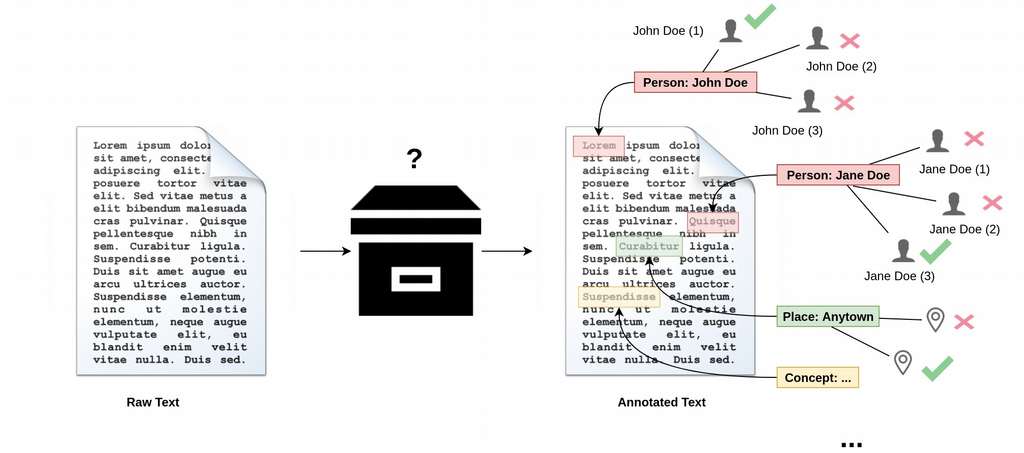 Lorem ipsum dolor
sit amet, consecte
adipiscing elit.
posuere tortor vitae
elit. Sed vitae metus a
elit bibendum malesuada
cras pulvinar. Quisque
pellentesque nibh in
sem. Curabitur ligula.
Suspendisse potenti.
Duis sit amet augue eu
arcu ultrices auctor.
Suspendisse elementum,
nunc ut molestie
elementum, neque augue
vulputate elit, eu
blandit enim velit
vitae nulla. Duis sed.
Raw Text
?
Lorem ipsum dolor
sit amet, consecte
adipiscing elit.
posuere tortor vitae
elit. Sed vitae metus a
elit bibendum malesuada
cras pulvinar. Quisque
pellentesque nibh in
sem. Curabitur ligula.
Suspendisse potenti.
Duis sit amet augue eu
arcu ultrices auctor.
Suspendisse elementum,
nunc ut molestie
elementum, neque augue
vulputate elit, eu
blandit enim velit
vitae nulla. Duis sed.
Annotated Text
John Doe (1)
John Doe (2)
Person: John Doe
John Doe (3)
Jane Doe (1)
Person: Jane Doe
Jane Doe (2)
Jane Doe (3)
Place: Anytown
Concept: ...
...